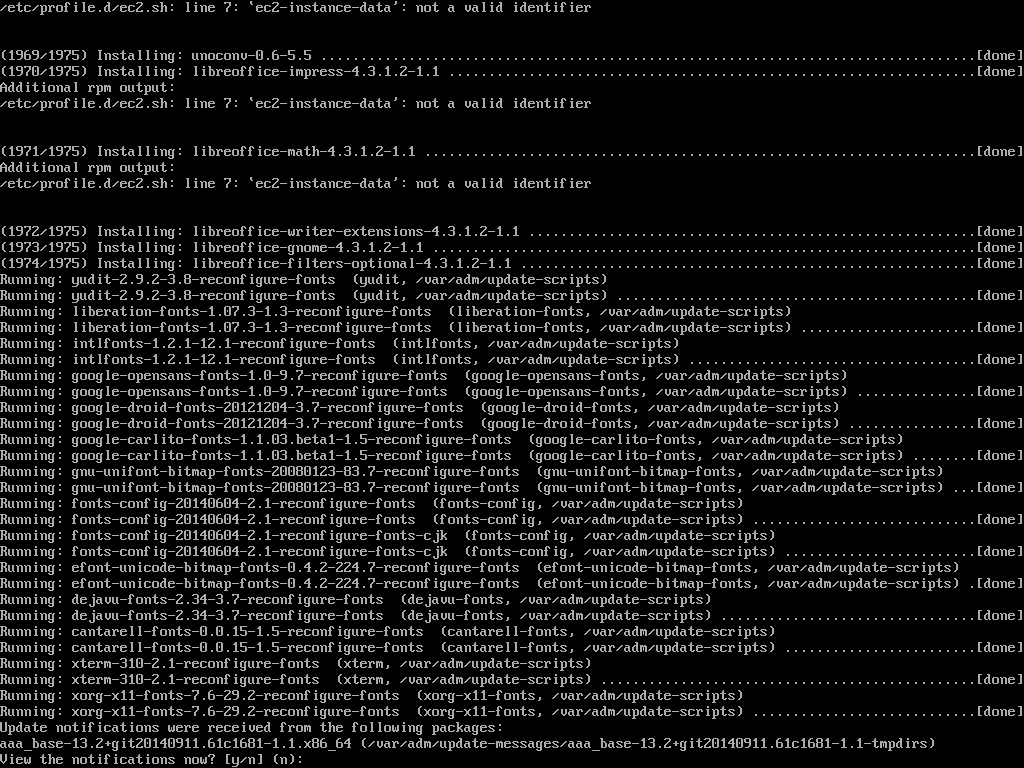 /etc/profile.d/ec2.sh: line 7: `ec2-instance-data': not a valid identifier
(1969/1975) Installing: unoconv-0.6-5.5 ..................................................................................[done]
(1970/1975) Installing: libreoffice-impress-4.3.1.2-1.1 ..................................................................[done]
Additional rpm output:
/etc/profile.d/ec2.sh: line 7: `ec2-instance-data': not a valid identifier
(1971/1975) Installing: libreoffice-math-4.3.1.2-1.1 .....................................................................[done]
Additional rpm output:
/etc/profile.d/ec2.sh: line 7: `ec2-instance-data': not a valid identifier
(1972/1975) Installing: libreoffice-writer-extensions-4.3.1.2-1.1 ........................................................[done]
(1973/1975) Installing: libreoffice-gnome-4.3.1.2-1.1 ....................................................................[done]
(1974/1975) Installing: libreoffice-filters-optional-4.3.1.2-1.1 .........................................................[done]
Running: yudit-2.9.2-3.8-reconfigure-fonts  (yudit, /var/adm/update-scripts)
Running: yudit-2.9.2-3.8-reconfigure-fonts  (yudit, /var/adm/update-scripts) .............................................[done]
Running: liberation-fonts-1.07.3-1.3-reconfigure-fonts  (liberation-fonts, /var/adm/update-scripts)
Running: liberation-fonts-1.07.3-1.3-reconfigure-fonts  (liberation-fonts, /var/adm/update-scripts) ......................[done]
Running: intlfonts-1.2.1-12.1-reconfigure-fonts  (intlfonts, /var/adm/update-scripts)
Running: intlfonts-1.2.1-12.1-reconfigure-fonts  (intlfonts, /var/adm/update-scripts) ....................................[done]
Running: google-opensans-fonts-1.0-9.7-reconfigure-fonts  (google-opensans-fonts, /var/adm/update-scripts)
Running: google-opensans-fonts-1.0-9.7-reconfigure-fonts  (google-opensans-fonts, /var/adm/update-scripts) ...............[done]
Running: google-droid-fonts-20121204-3.7-reconfigure-fonts  (google-droid-fonts, /var/adm/update-scripts)
Running: google-droid-fonts-20121204-3.7-reconfigure-fonts  (google-droid-fonts, /var/adm/update-scripts) ................[done]
Running: google-carlito-fonts-1.1.03.beta1-1.5-reconfigure-fonts  (google-carlito-fonts, /var/adm/update-scripts)
Running: google-carlito-fonts-1.1.03.beta1-1.5-reconfigure-fonts  (google-carlito-fonts, /var/adm/update-scripts) ........[done]
Running: gnu-unifont-bitmap-fonts-20080123-83.7-reconfigure-fonts  (gnu-unifont-bitmap-fonts, /var/adm/update-scripts)
Running: gnu-unifont-bitmap-fonts-20080123-83.7-reconfigure-fonts  (gnu-unifont-bitmap-fonts, /var/adm/update-scripts) ...[done]
Running: fonts-config-20140604-2.1-reconfigure-fonts  (fonts-config, /var/adm/update-scripts)
Running: fonts-config-20140604-2.1-reconfigure-fonts  (fonts-config, /var/adm/update-scripts) ............................[done]
Running: fonts-config-20140604-2.1-reconfigure-fonts-cjk  (fonts-config, /var/adm/update-scripts)
Running: fonts-config-20140604-2.1-reconfigure-fonts-cjk  (fonts-config, /var/adm/update-scripts) ........................[done]
Running: efont-unicode-bitmap-fonts-0.4.2-224.7-reconfigure-fonts  (efont-unicode-bitmap-fonts, /var/adm/update-scripts)
Running: efont-unicode-bitmap-fonts-0.4.2-224.7-reconfigure-fonts  (efont-unicode-bitmap-fonts, /var/adm/update-scripts) .[done]
Running: dejavu-fonts-2.34-3.7-reconfigure-fonts  (dejavu-fonts, /var/adm/update-scripts)
Running: dejavu-fonts-2.34-3.7-reconfigure-fonts  (dejavu-fonts, /var/adm/update-scripts) ................................[done]
Running: cantarell-fonts-0.0.15-1.5-reconfigure-fonts  (cantarell-fonts, /var/adm/update-scripts)
Running: cantarell-fonts-0.0.15-1.5-reconfigure-fonts  (cantarell-fonts, /var/adm/update-scripts) ........................[done]
Running: xterm-310-2.1-reconfigure-fonts  (xterm, /var/adm/update-scripts)
Running: xterm-310-2.1-reconfigure-fonts  (xterm, /var/adm/update-scripts) ...............................................[done]
Running: xorg-x11-fonts-7.6-29.2-reconfigure-fonts  (xorg-x11-fonts, /var/adm/update-scripts)
Running: xorg-x11-fonts-7.6-29.2-reconfigure-fonts  (xorg-x11-fonts, /var/adm/update-scripts) ............................[done]
Update notifications were received from the following packages:
aaa_base-13.2+git20140911.61c1681-1.1.x86_64 (/var/adm/update-messages/aaa_base-13.2+git20140911.61c1681-1.1-tmpdirs)
View the notifications now? [y/n] (n):